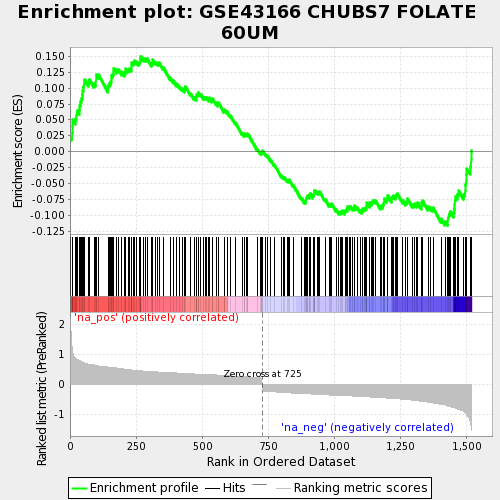 Enrichment plot: GSE43166 CHUBS7 FOLATE
60UM
Enrichment score (ES)
0.150
0.125
0.100
0.075
0.050
0.025
0.000
-0.025
-0.050
-0.075
-0.100
-0.125
'na_pos' (positively correlated)
Ranked list metric (PreRanked)
2
1
0
-1
Zero cross at 725
'na_neg' (negatively correlated)
0
250
500
750
1,000
1,250
1,500
Rank in Ordered Dataset
Enrichment profile
Hits
Ranking metric scores